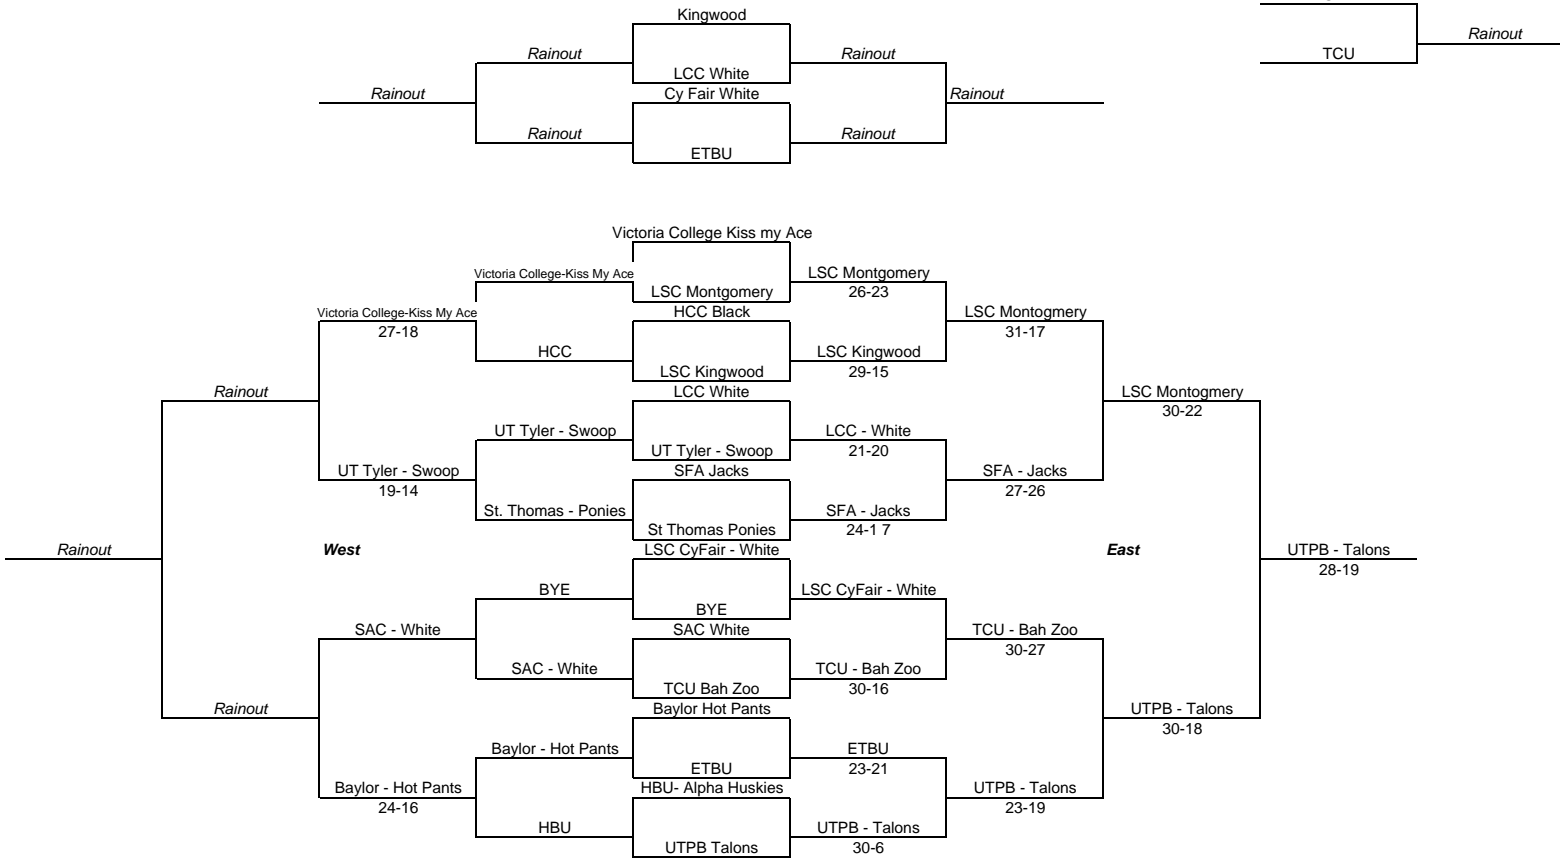 Kingwood
Rainout
Rainout
Rainout
LCC White
TCU
Rainout
Cy Fair White
Rainout
Rainout
Rainout
ETBU
Victoria College Kiss my Ace
Victoria College-Kiss My Ace
LSC Montgomery
LSC Montgomery
26-23
Victoria College-Kiss My Ace
HCC Black
LSC Montogmery
27-18
31-17
HCC
LSC Kingwood
LSC Kingwood
29-15
Rainout
LCC White
LSC Montogmery
30-22
UT Tyler - Swoop
LCC - White
UT Tyler - Swoop
21-20
UT Tyler - Swoop
SFA Jacks
SFA - Jacks
19-14
27-26
St. Thomas - Ponies
SFA - Jacks
St Thomas Ponies
24-1 7
Rainout
West
LSC CyFair - White
East
UTPB - Talons
28-19
BYE
LSC CyFair - White
BYE
SAC - White
SAC White
TCU - Bah Zoo
30-27
SAC - White
TCU - Bah Zoo
TCU Bah Zoo
30-16
Rainout
Baylor Hot Pants
UTPB - Talons
30-18
Baylor - Hot Pants
ETBU
ETBU
23-21
Baylor - Hot Pants
HBU- Alpha Huskies
UTPB - Talons
24-16
23-19
HBU
UTPB - Talons
UTPB Talons
30-6